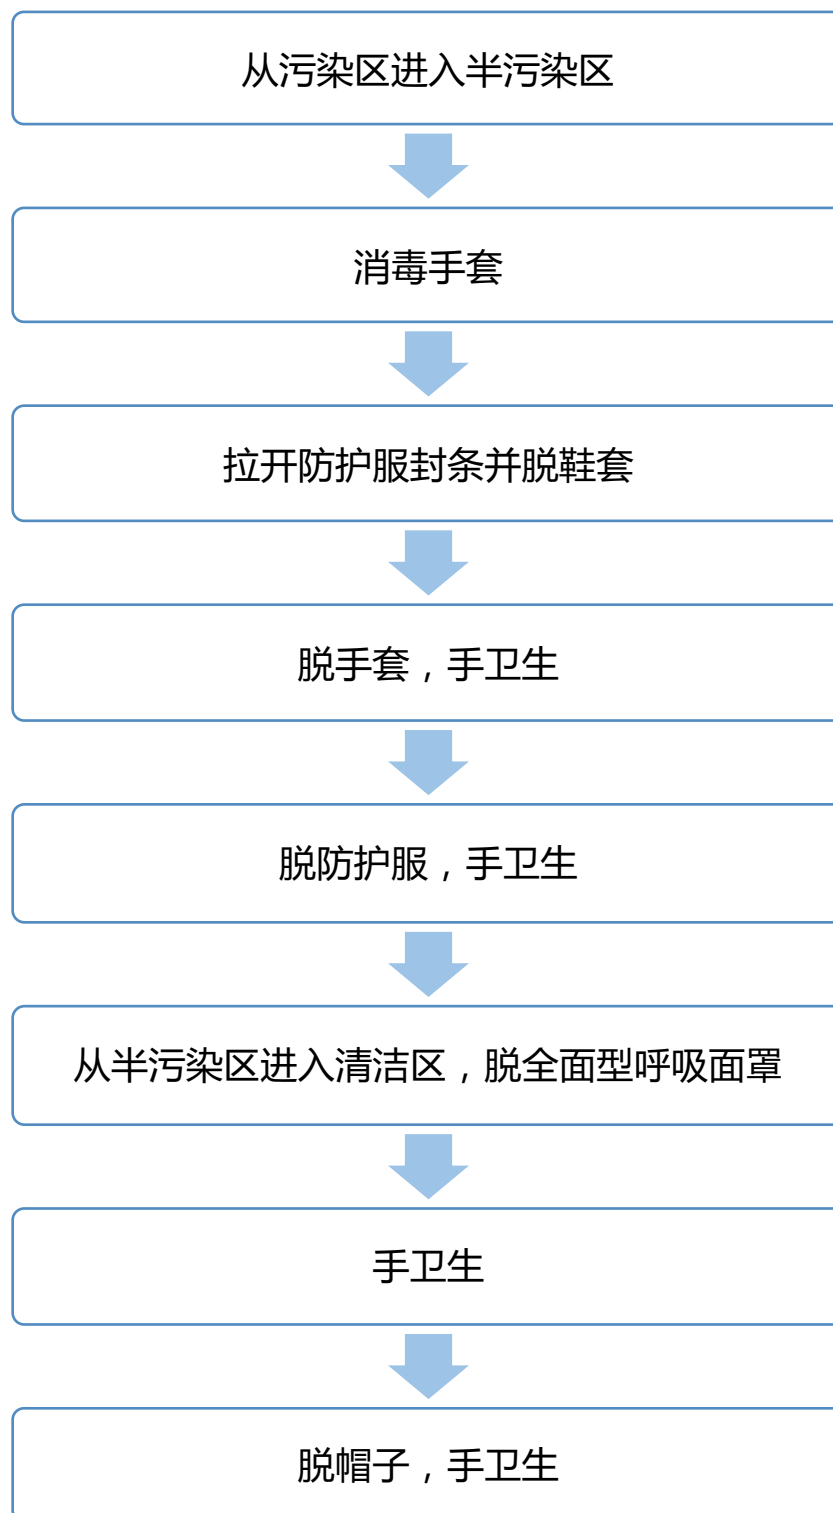 从污染区进入半污染区
消毒手套
拉开防护服封条并脱鞋套
脱手套，手卫生
脱防护服，手卫生
从半污染区进入清洁区，脱全面型呼吸面罩
手卫生
脱帽子，手卫生